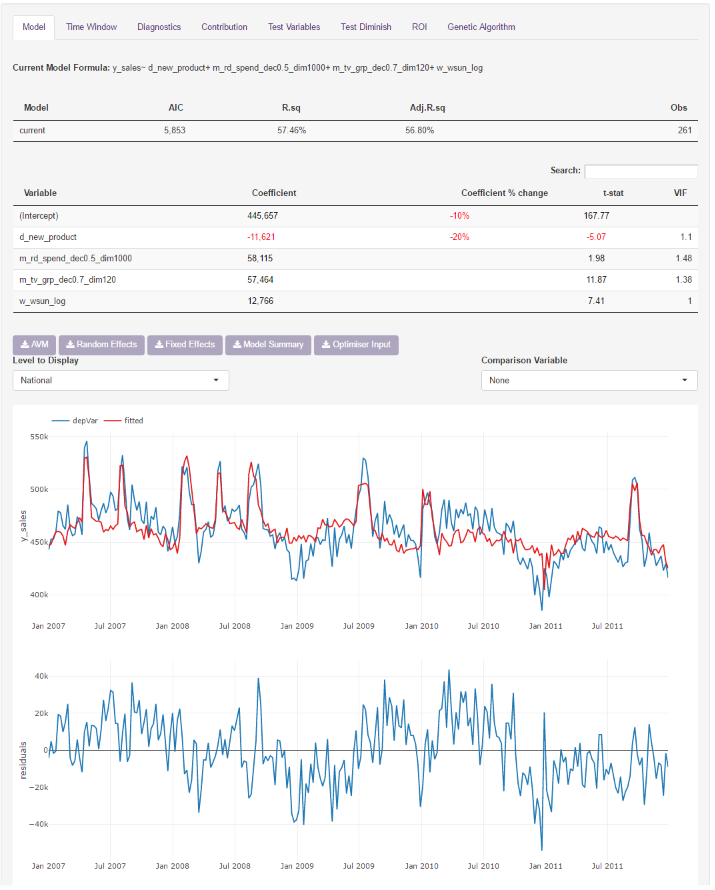 Model Time Window Diagnostics Contribution Test Variables Test Diminish ROI Genetic Algorithm
Current Model Formula: y_sales~ d_new_product+ m_rd_spend_dec0.5_dim1000+ m_tv_grp_dec0.7_dim120+ w_wsun_log
Model AIC R.sq Adj.R.sq Obs
current 5,853 57.46% 56.80% 261
Search:
Variable Coefficient Coefficient % change t-stat VIF
(Intercept) 445,657 -10% 167.77
d_new_product -11,621 -20% -5.07 1.1
m_rd_spend_dec0.5_dim1000 58,115 1.98 1.48
m_tv_grp_dec0.7_dim120 57,464 11.87 1.38
w_wsun_log 12,766 7.41 1
AVM Random Effects Fixed Effects Model Summary Optimiser Input
Level to Display Comparison Variable
National None
depVar fitted
550k
500k
450k
400k
y_sales
Jan 2007 Jul 2007 Jan 2008 Jul 2008 Jan 2009 Jul 2009 Jan 2010 Jul 2010 Jan 2011 Jul 2011
40k
20k
0
−20k
−40k
residuals
Jan 2007 Jul 2007 Jan 2008 Jul 2008 Jan 2009 Jul 2009 Jan 2010 Jul 2010 Jan 2011 Jul 2011